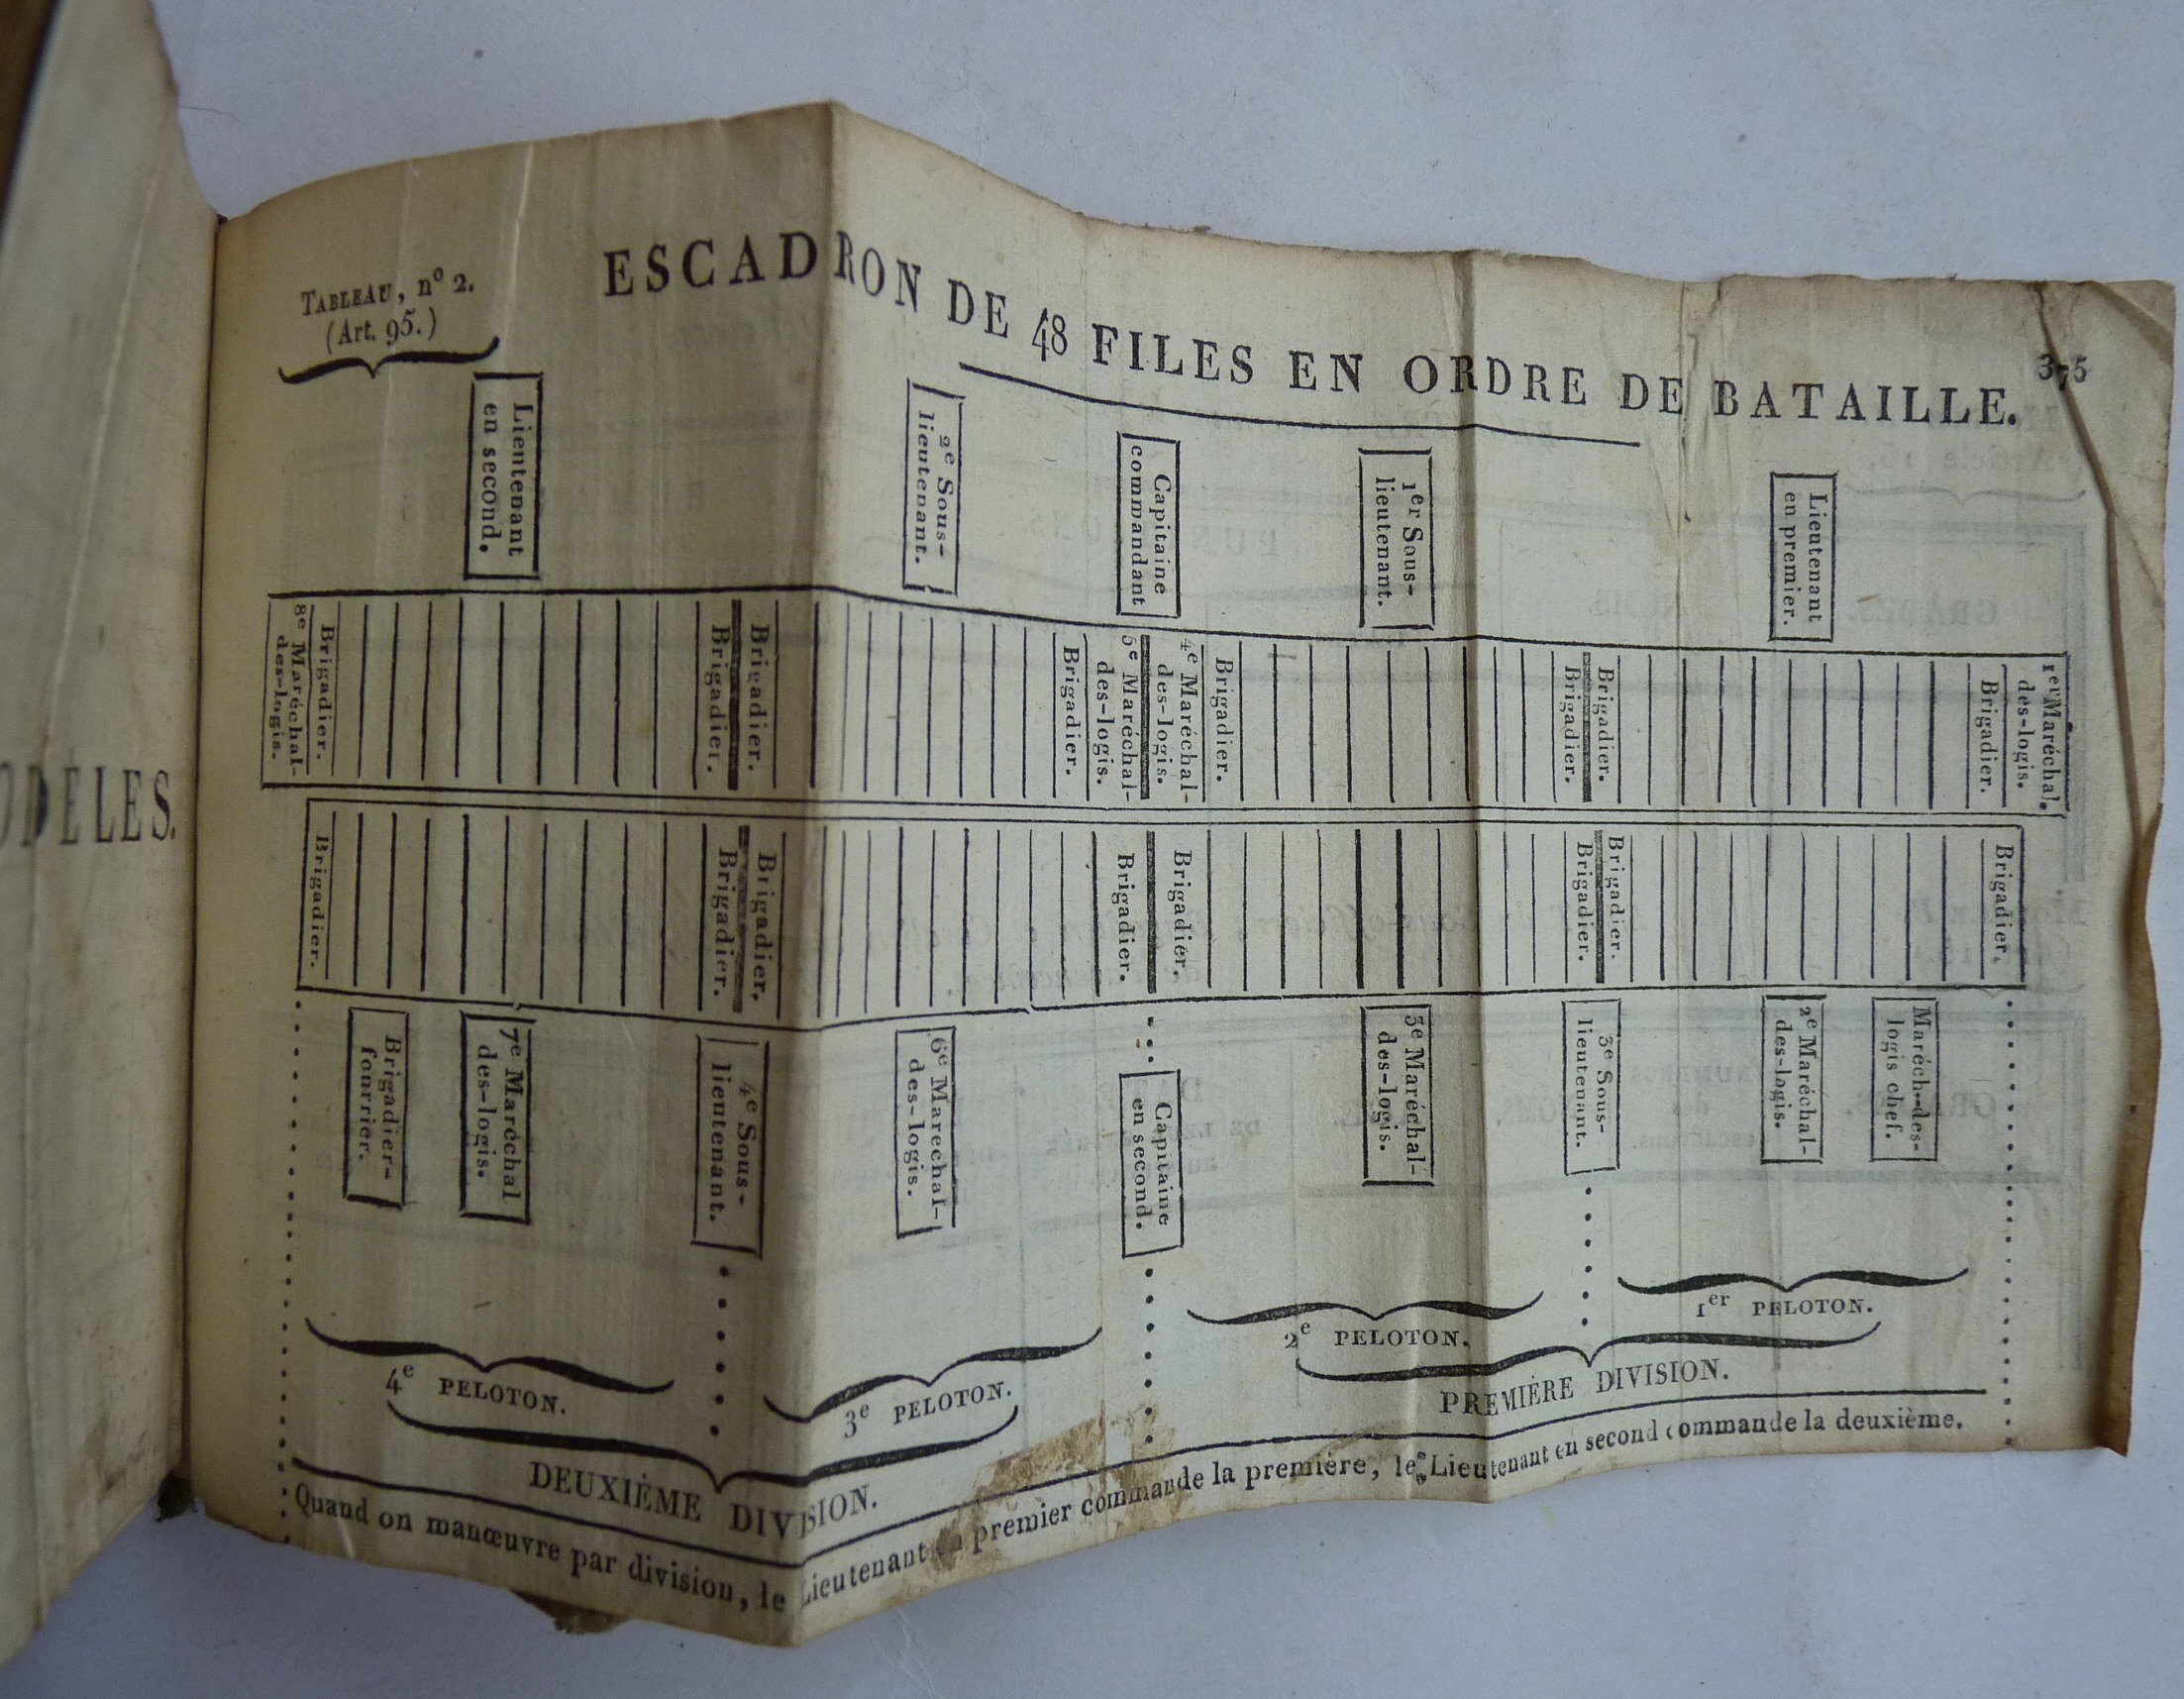 ODELES.
TABLEAU, nº 2.
(Art. 95.)
ESCADRON DE 48 FILES EN ORDRE DE BATAILLE.
375
Lientenant
en second.
2e Sous-
lieutenant.
Capitaine
commandant
1er Sous-
lieutenant.
Lieutenant
en premier.
8e Maréchal-
des-logis.
Brigadier.
Brigadier.
Brigadier.
Brigadier.
5e Maréchal-
des-logis.
4e Maréchal-
des-logis.
Brigadier.
Brigadier.
Brigadier.
Brigadier.
1er Maréchal.
des-logis.
Brigadier.
Brigadier.
Brigadier,
Brigadier.
Brigadier.
Brigadier.
Brigadier.
Brigadier.
Brigadier-
fourrier.
7e Maréchal
des-logis.
4e Sous-
lieutenant.
6e Marechal-
des-logis.
Capitaine
en second.
3e Maréchal-
des-logis.
3e Sous-
lieutenant.
2e Maréchal-
des-logis.
Maréch-des-
logis chef.
4e PELOTON.
3e PELOTON.
2e PELOTON.
1er PELOTON.
DEUXIÈME DIVISION.
PREMIÈRE DIVISION.
Quand on manœuvre par division, le Lieutenant en premier commande la première, le Lieutenant en second commande la deuxième.